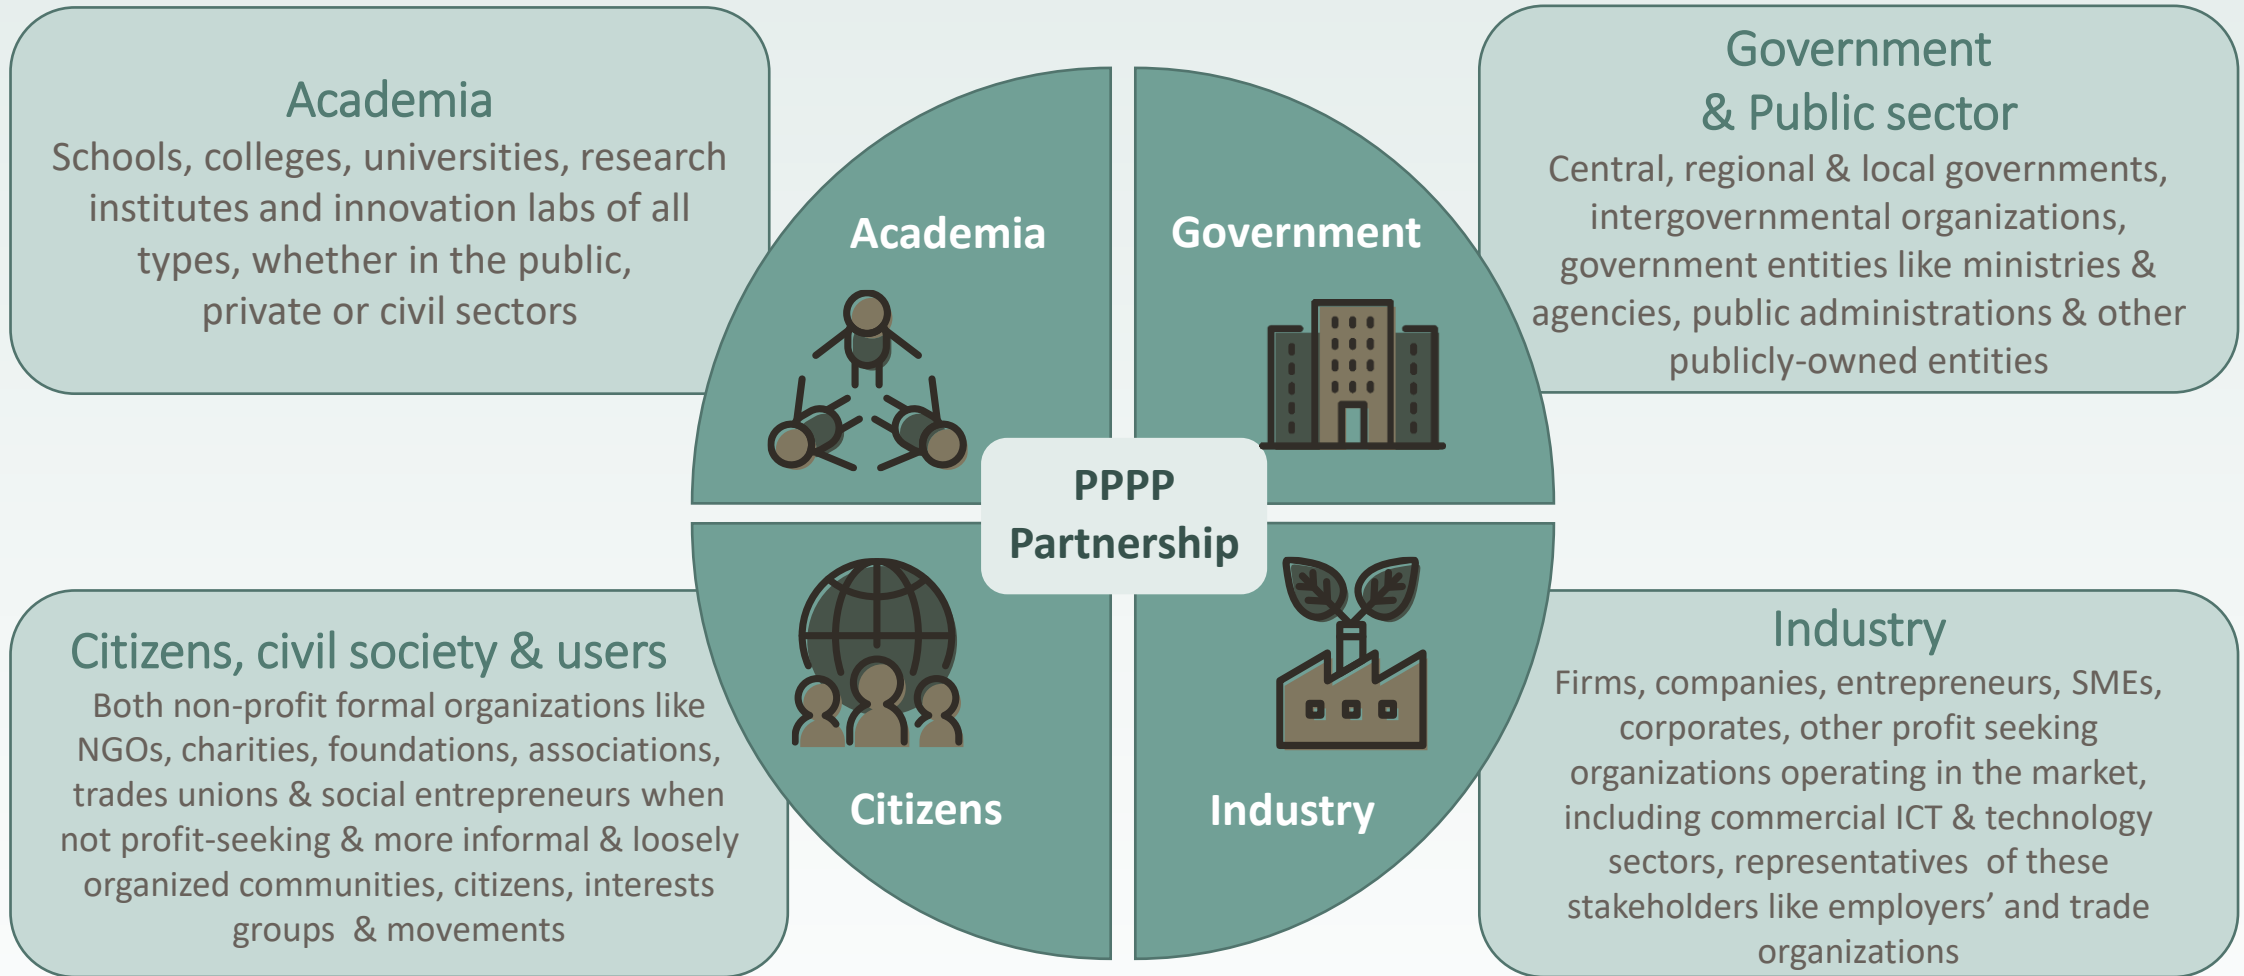 Academia
Schools, colleges, universities, research
institutes and innovation labs of all
types, whether in the public,
private or civil sectors
Government
& Public sector
Central, regional & local governments,
intergovernmental organizations,
government entities like ministries &
agencies, public administrations & other
publicly-owned entities
Academia
Government
PPPP
Partnership
Citizens
Industry
Citizens, civil society & users
Both non-profit formal organizations like
NGOs, charities, foundations, associations,
trades unions & social entrepreneurs when
not profit-seeking & more informal & loosely
organized communities, citizens, interests
groups & movements
Industry
Firms, companies, entrepreneurs, SMEs,
corporates, other profit seeking
organizations operating in the market,
including commercial ICT & technology
sectors, representatives of these
stakeholders like employers’ and trade
organizations